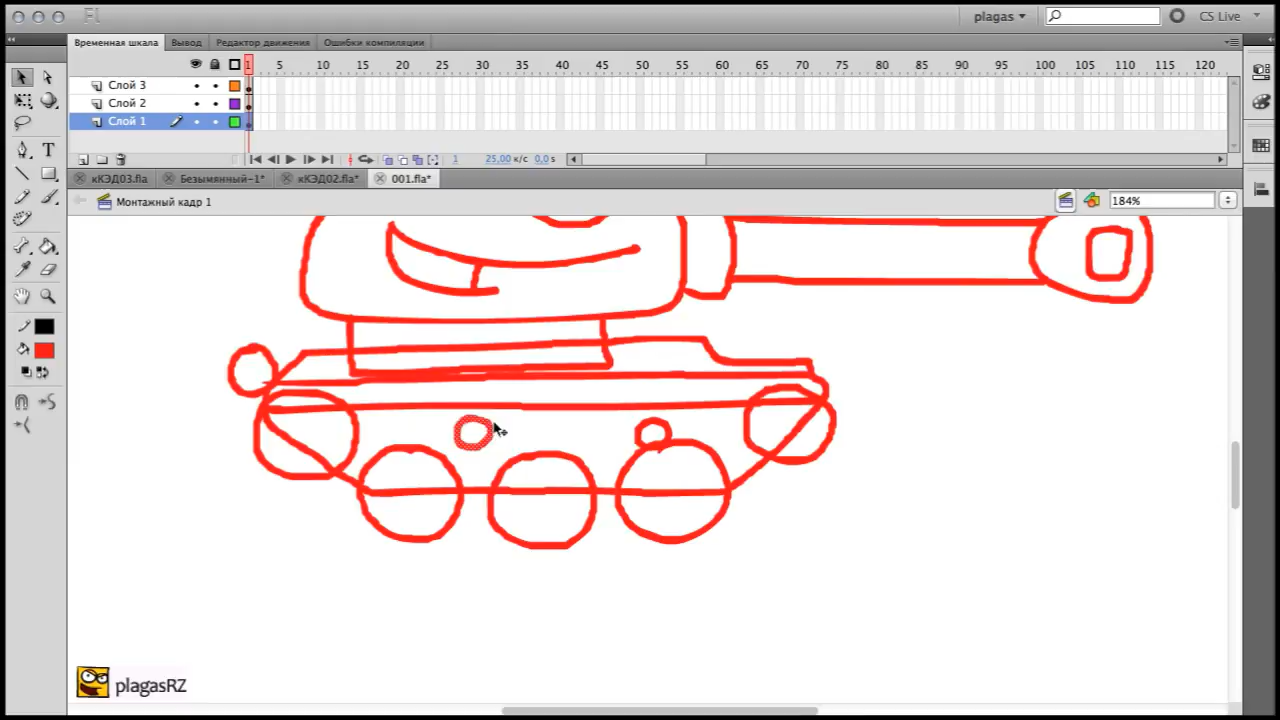 Fl plagas CS Live
Временная шкала Вывод Редактор движения Ошибки компиляции
1 5 10 15 20 25 30 35 40 45 50 55 60 65 70 75 80 85 90 95 100 105 110 115 120
Слой 3
Слой 2
Слой 1
1 25,00 к/с 0,0 s
кКЭД03.fla Безымянный-1* кКЭД02.fla* 001.fla*
Монтажный кадр 1 184%
T
plagasRZ